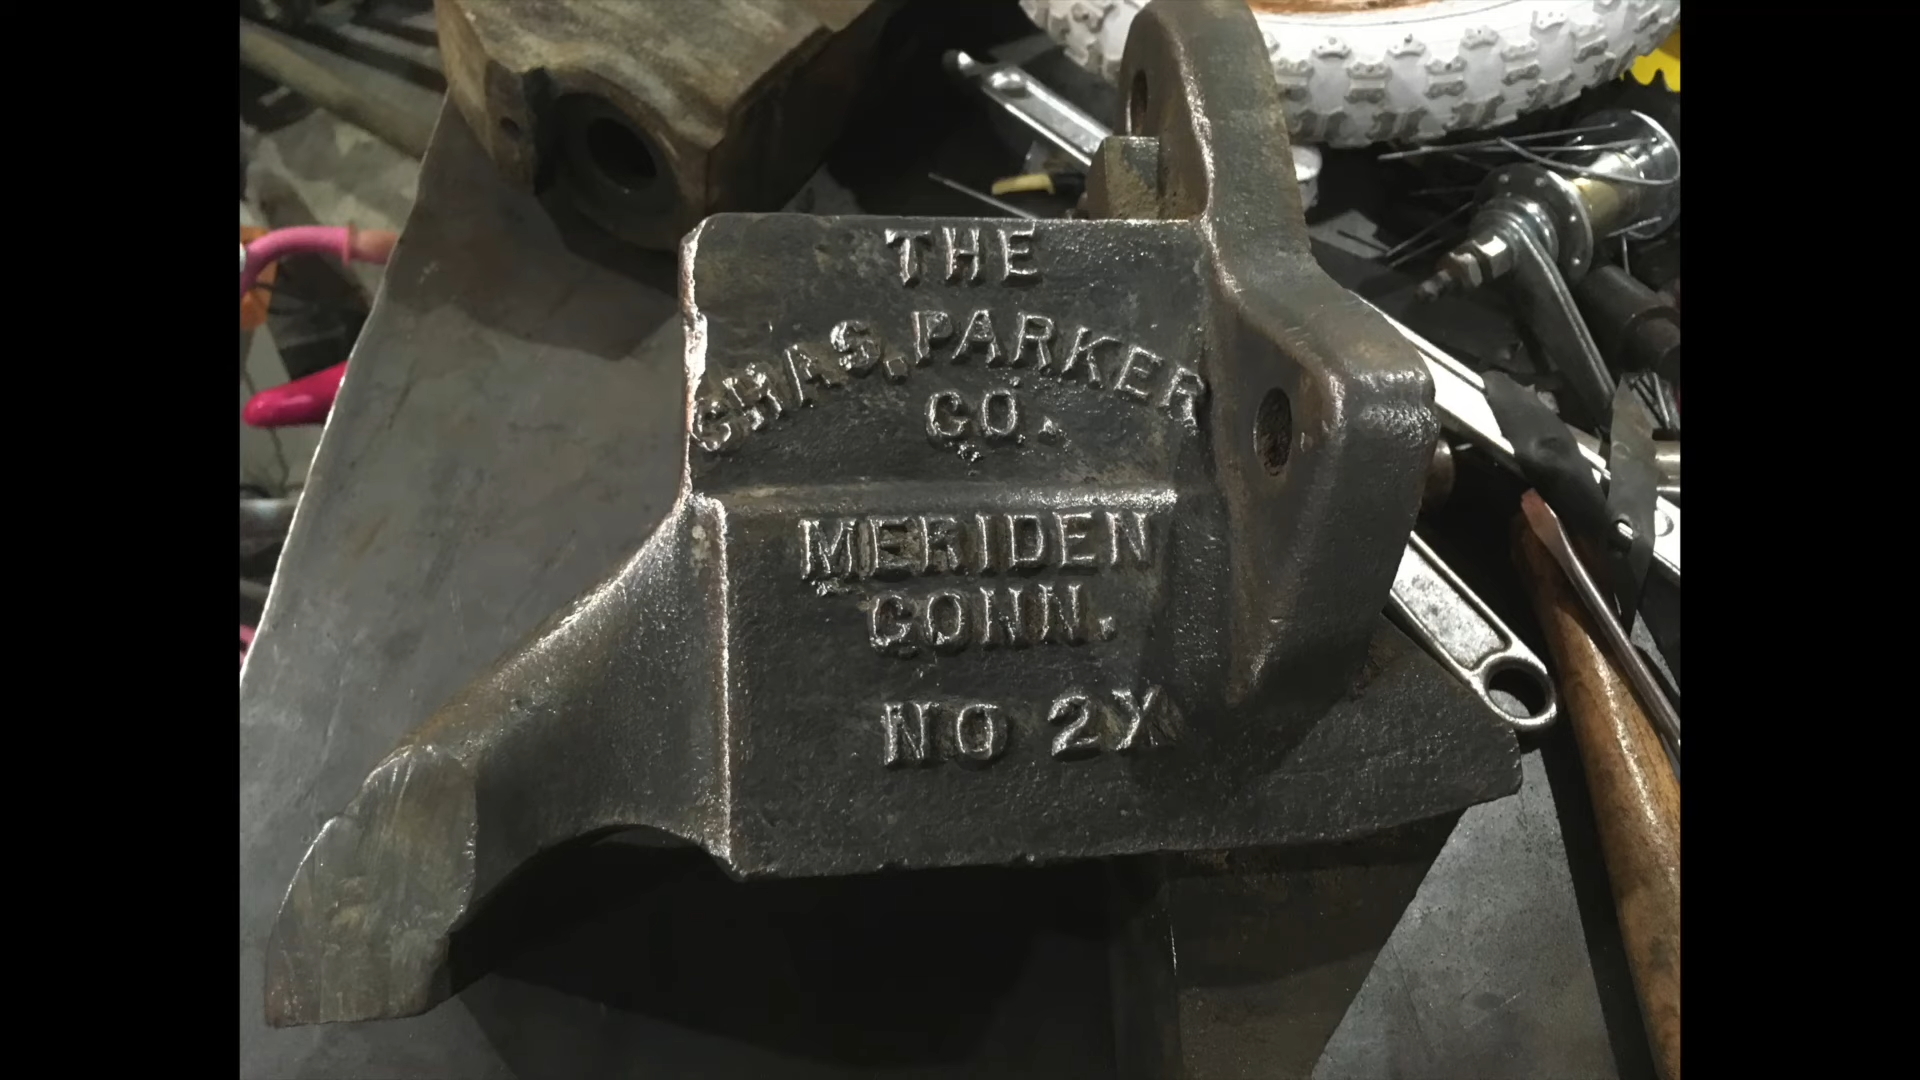 THE
CHAS. PARKER
CO.
MERIDEN
CONN.
NO 2X